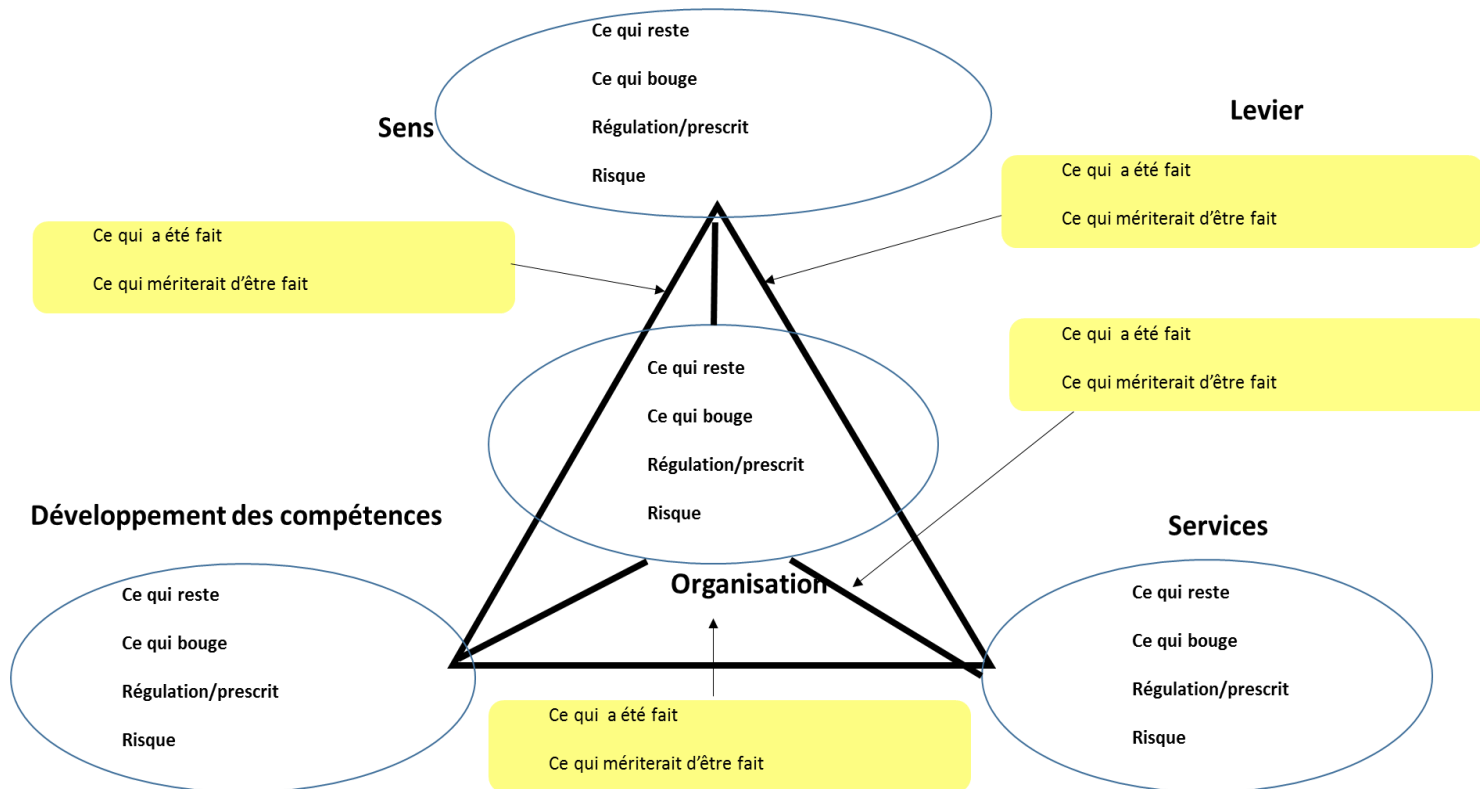 Ce qui reste
Ce qui bouge
Régulation/prescrit
Risque
Sens
Levier
Ce qui a été fait
Ce qui mériterait d'être fait
Ce qui a été fait
Ce qui mériterait d'être fait
Ce qui a été fait
Ce qui mériterait d'être fait
Ce qui reste
Ce qui bouge
Régulation/prescrit
Risque
Développement des compétences
Services
Organisation
Ce qui reste
Ce qui bouge
Régulation/prescrit
Risque
Ce qui reste
Ce qui bouge
Régulation/prescrit
Risque
Ce qui a été fait
Ce qui mériterait d'être fait